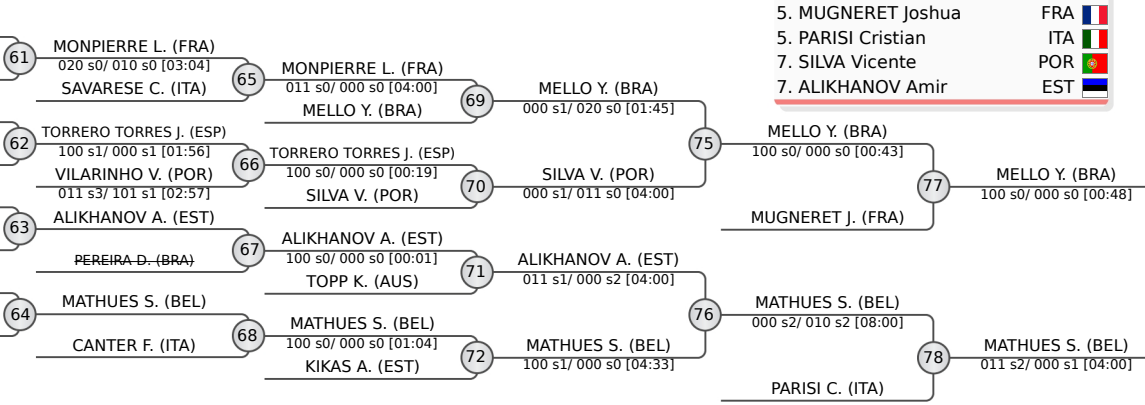 5. MUGNERET Joshua FRA
5. PARISI Cristian ITA
7. SILVA Vicente POR
7. ALIKHANOV Amir EST
61
MONPIERRE L. (FRA)
020 s0/ 010 s0 [03:04]
SAVARESE C. (ITA)
62
TORRERO TORRES J. (ESP)
100 s1/ 000 s1 [01:56]
VILARINHO V. (POR)
011 s3/ 101 s1 [02:57]
63
ALIKHANOV A. (EST)
PEREIRA D. (BRA)
64
MATHUES S. (BEL)
CANTER F. (ITA)
65
MONPIERRE L. (FRA)
011 s0/ 000 s0 [04:00]
MELLO Y. (BRA)
66
TORRERO TORRES J. (ESP)
100 s0/ 000 s0 [00:19]
SILVA V. (POR)
67
ALIKHANOV A. (EST)
100 s0/ 000 s0 [00:01]
TOPP K. (AUS)
68
MATHUES S. (BEL)
100 s0/ 000 s0 [01:04]
KIKAS A. (EST)
69
MELLO Y. (BRA)
000 s1/ 020 s0 [01:45]
70
SILVA V. (POR)
000 s1/ 011 s0 [04:00]
71
ALIKHANOV A. (EST)
011 s1/ 000 s2 [04:00]
72
MATHUES S. (BEL)
100 s1/ 000 s0 [04:33]
75
MELLO Y. (BRA)
100 s0/ 000 s0 [00:43]
MUGNERET J. (FRA)
76
MATHUES S. (BEL)
000 s2/ 010 s2 [08:00]
PARISI C. (ITA)
77
MELLO Y. (BRA)
100 s0/ 000 s0 [00:48]
78
MATHUES S. (BEL)
011 s2/ 000 s1 [04:00]